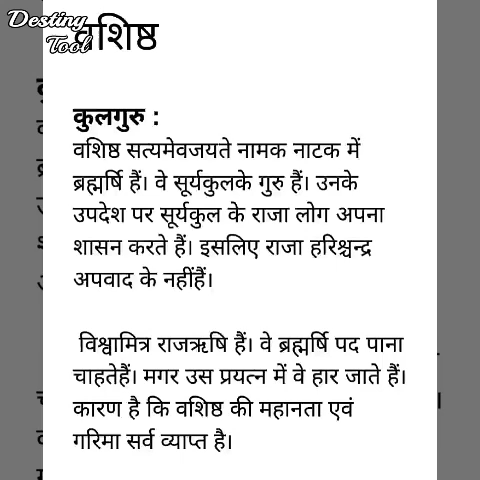 Destiny
Tool
वशिष्ठ
कुलगुरु :
वशिष्ठ सत्यमेवजयते नामक नाटक में
ब्रह्मर्षि हैं। वे सूर्यकुलके गुरु हैं। उनके
उपदेश पर सूर्यकुल के राजा लोग अपना
शासन करते हैं। इसलिए राजा हरिश्चन्द्र
अपवाद के नहींहैं।
विश्वामित्र राजऋषि हैं। वे ब्रह्मर्षि पद पाना
चाहतेहैं। मगर उस प्रयत्न में वे हार जाते हैं।
कारण है कि वशिष्ठ की महानता एवं
गरिमा सर्व व्याप्त है।